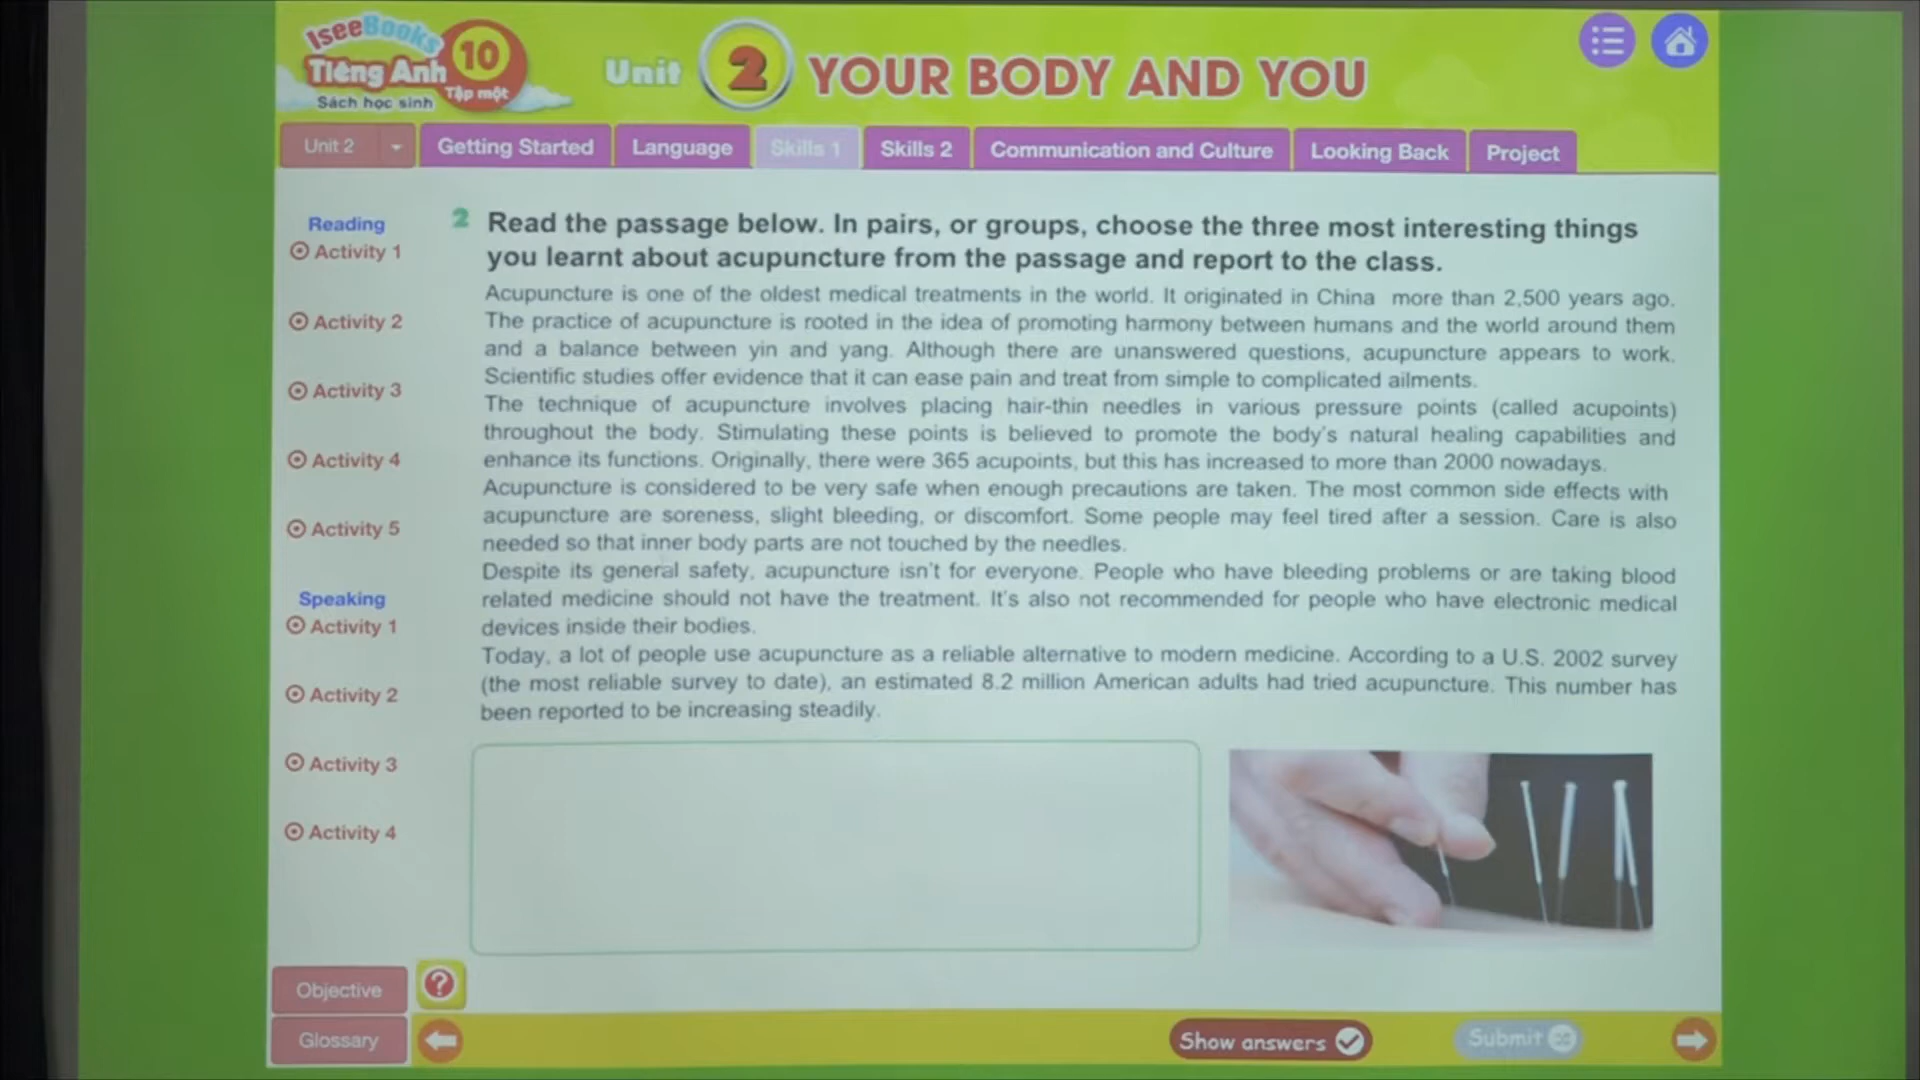 IseeBooks
Tiếng Anh 10
Tập một
Sách học sinh
Unit 2 YOUR BODY AND YOU
Unit 2
Getting Started
Language
Skills 1
Skills 2
Communication and Culture
Looking Back
Project
Reading
Activity 1
Activity 2
Activity 3
Activity 4
Activity 5
Speaking
Activity 1
Activity 2
Activity 3
Activity 4
2 Read the passage below. In pairs, or groups, choose the three most interesting things
you learnt about acupuncture from the passage and report to the class.
Acupuncture is one of the oldest medical treatments in the world. It originated in China more than 2,500 years ago.
The practice of acupuncture is rooted in the idea of promoting harmony between humans and the world around them
and a balance between yin and yang. Although there are unanswered questions, acupuncture appears to work.
Scientific studies offer evidence that it can ease pain and treat from simple to complicated ailments.
The technique of acupuncture involves placing hair-thin needles in various pressure points (called acupoints)
throughout the body. Stimulating these points is believed to promote the body's natural healing capabilities and
enhance its functions. Originally, there were 365 acupoints, but this has increased to more than 2000 nowadays.
Acupuncture is considered to be very safe when enough precautions are taken. The most common side effects with
acupuncture are soreness, slight bleeding, or discomfort. Some people may feel tired after a session. Care is also
needed so that inner body parts are not touched by the needles.
Despite its general safety, acupuncture isn't for everyone. People who have bleeding problems or are taking blood
related medicine should not have the treatment. It's also not recommended for people who have electronic medical
devices inside their bodies.
Today, a lot of people use acupuncture as a reliable alternative to modern medicine. According to a U.S. 2002 survey
(the most reliable survey to date), an estimated 8.2 million American adults had tried acupuncture. This number has
been reported to be increasing steadily.
Objective
?
Glossary
Show answers
Submit